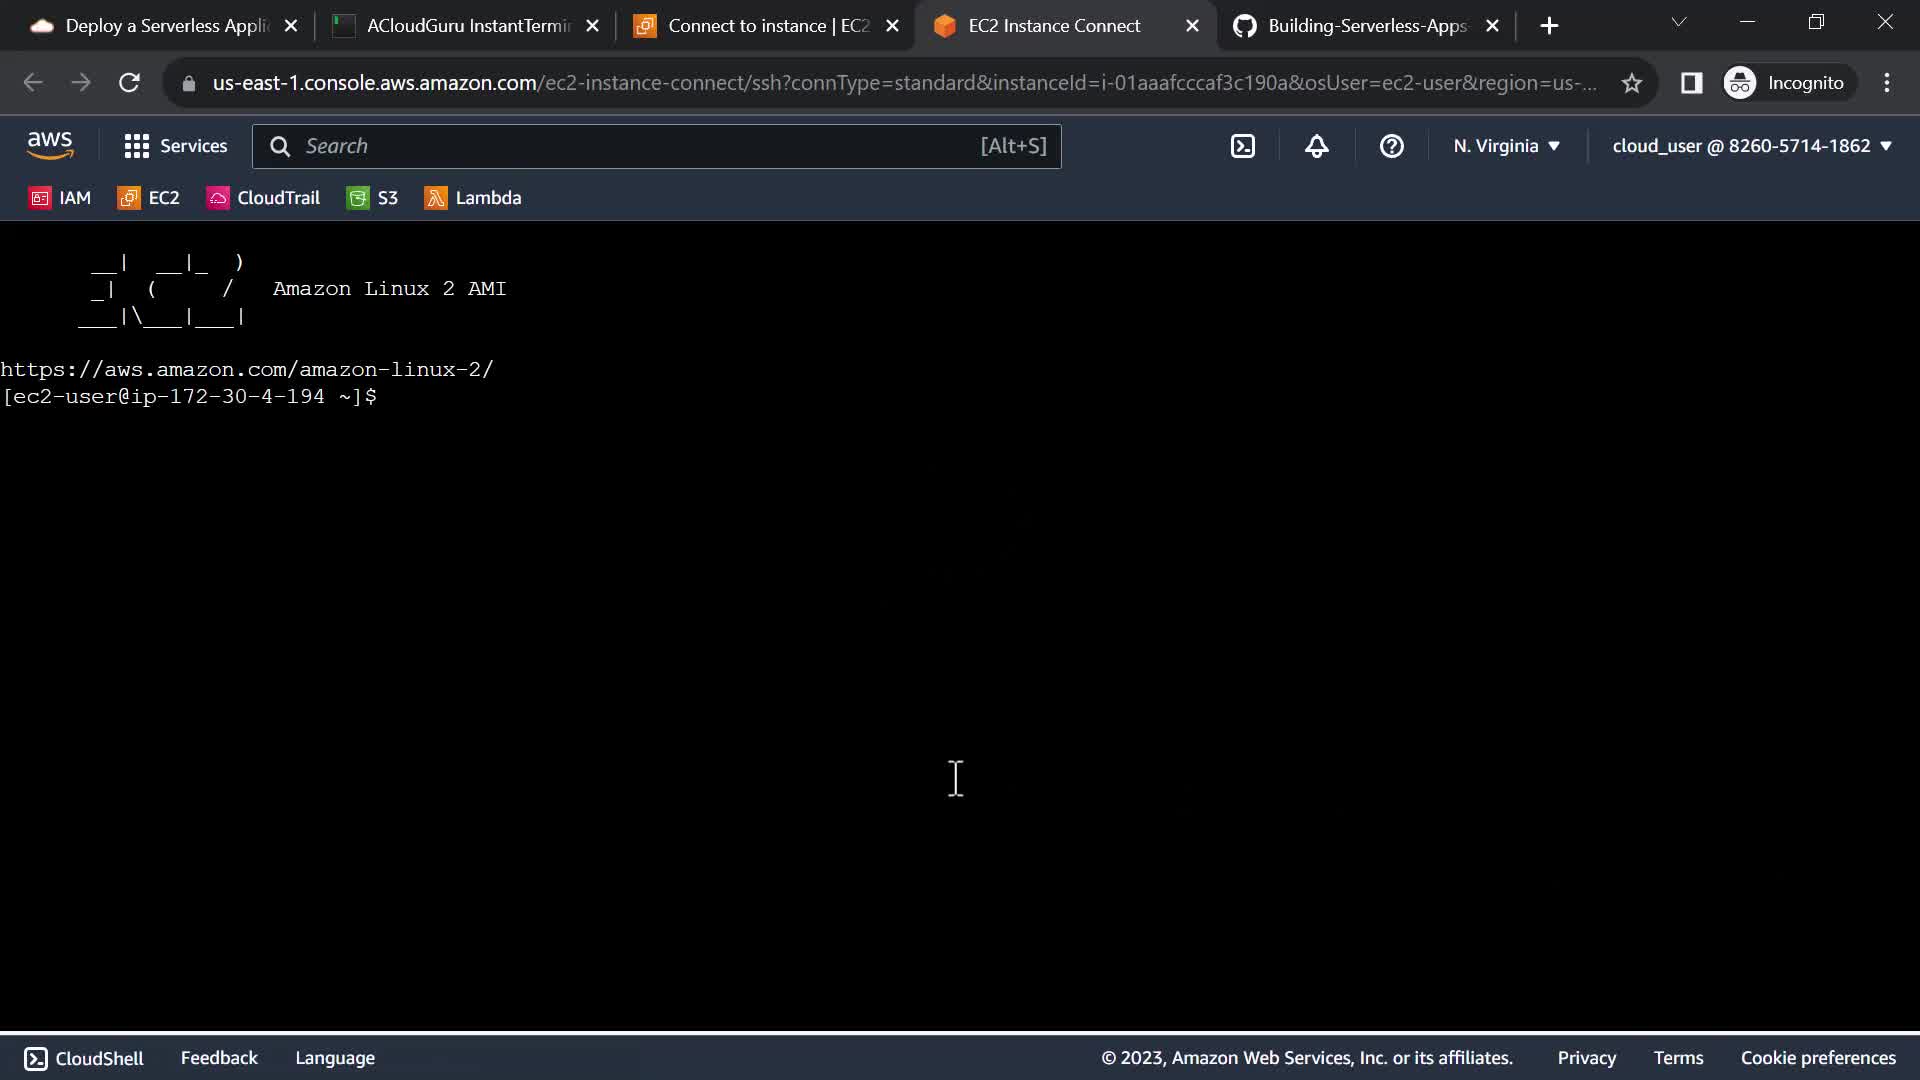 Deploy a Serverless Appli
ACloudGuru InstantTermi
Connect to instance | EC2
EC2 Instance Connect
Building-Serverless-Apps
us-east-1.console.aws.amazon.com/ec2-instance-connect/ssh?connType=standard&instanceId=i-01aaafcccaf3c190a&osUser=ec2-user&region=us-...
Incognito
aws
Services
Search
[Alt+S]
N. Virginia
cloud_user @ 8260-5714-1862
IAM
EC2
CloudTrail
S3
Lambda
__|  __|_  )
_|  (     /   Amazon Linux 2 AMI
___|\___|___|
https://aws.amazon.com/amazon-linux-2/
[ec2-user@ip-172-30-4-194 ~]$
CloudShell
Feedback
Language
© 2023, Amazon Web Services, Inc. or its affiliates.
Privacy
Terms
Cookie preferences